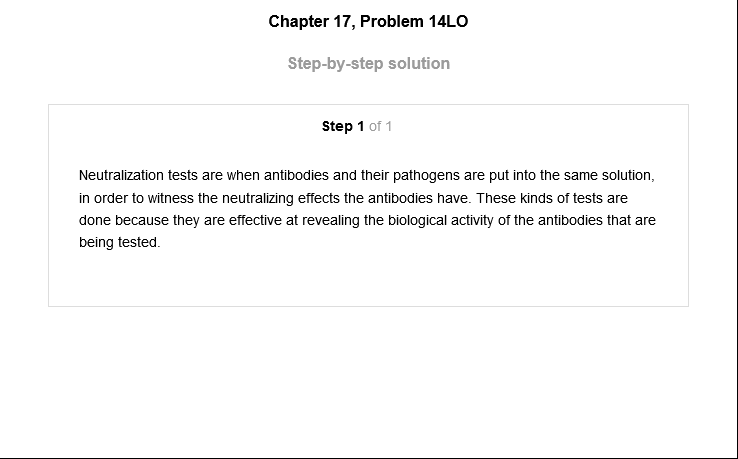 Chapter 17, Problem 14LO
Step-by-step solution
Step 1 of 1
Neutralization tests are when antibodies and their pathogens are put into the same solution,
in order to witness the neutralizing effects the antibodies have. These kinds of tests are
done because they are effective at revealing the biological activity of the antibodies that are
being tested.